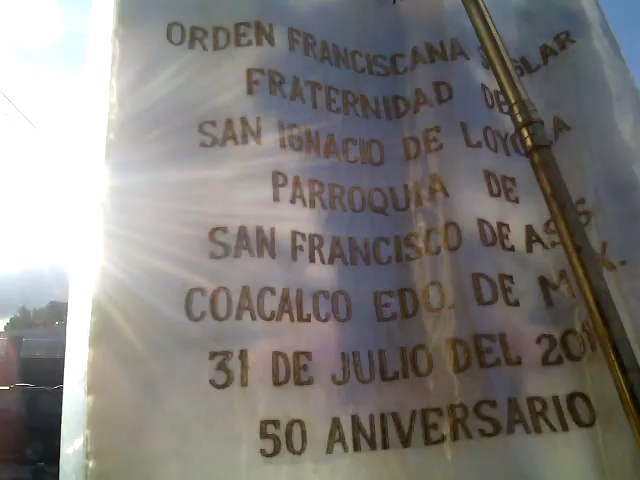 ORDEN FRANCISCANA SEGLAR
FRATERNIDAD DE
SAN IGNACIO DE LOYOLA
PARROQUIA DE
SAN FRANCISCO DE ASIS
COACALCO EDO. DE MEX.
31 DE JULIO DEL
50 ANIVERSARIO